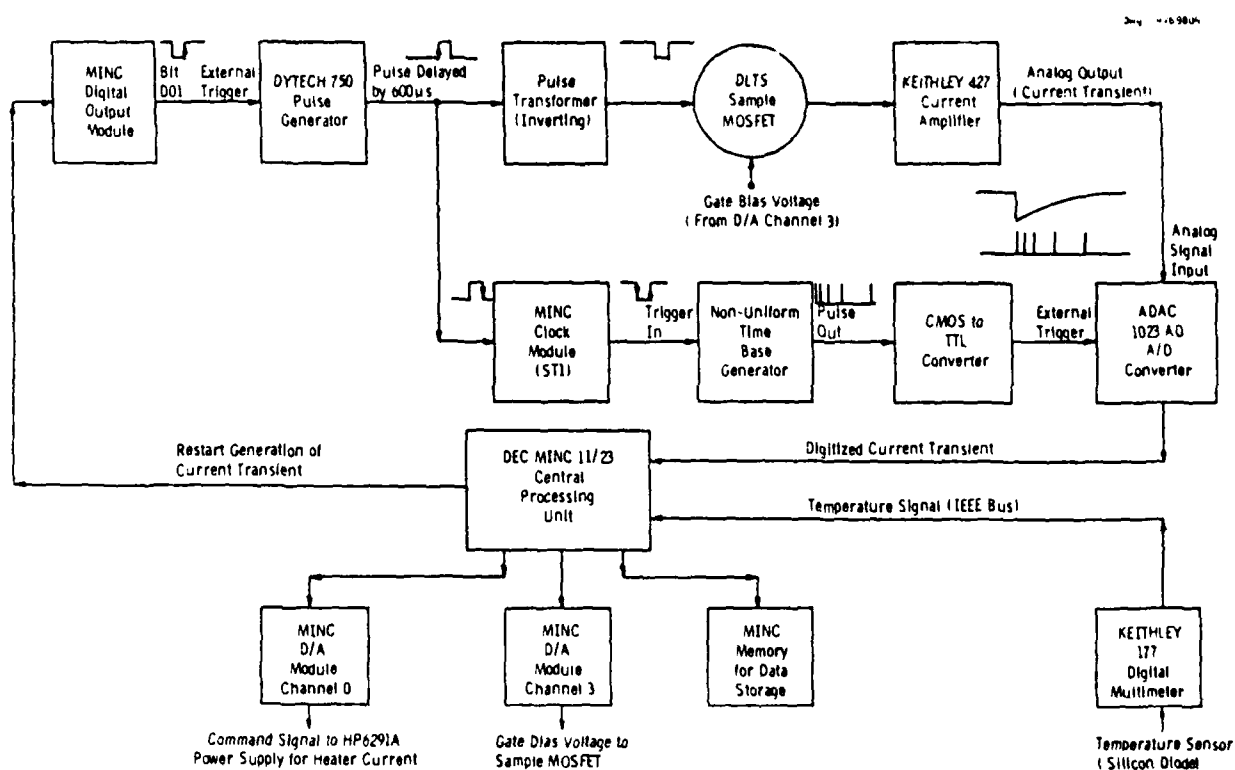 MINC
Digital
Output
Module
Bit
D01
External
Trigger
DYTECH 750
Pulse
Generator
Pulse Delayed
by 600μs
Pulse
Transformer
(Inverting)
DLTS
Sample
MOSFET
KEITHLEY 427
Current
Amplifier
Analog Output
(Current Transient)
Gate Bias Voltage
(From D/A Channel 3)
Analog
Signal
Input
MINC
Clock
Module
(ST1)
Trigger
In
Non-Uniform
Time
Base
Generator
Pulse
Out
CMOS to
TTL
Converter
External
Trigger
ADAC
1023 AD
A/D
Converter
Restart Generation of
Current Transient
DEC MINC 11/23
Central
Processing
Unit
Digitized Current Transient
Temperature Signal (IEEE Bus)
MINC
D/A
Module
Channel 0
MINC
D/A
Module
Channel 3
MINC
Memory
for Data
Storage
KEITHLEY
177
Digital
Multimeter
Command Signal to HP6291A
Power Supply for Heater Current
Gate Bias Voltage to
Sample MOSFET
Temperature Sensor
(Silicon Diode)